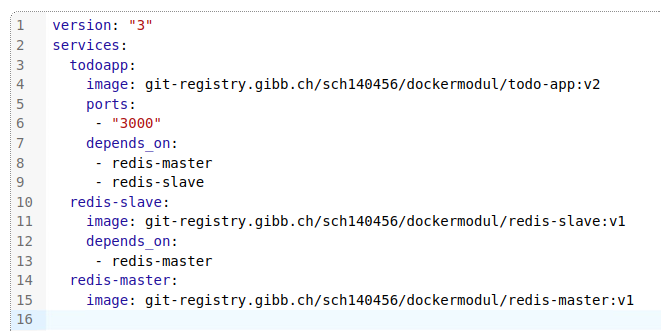 1 version: "3"
2 services:
3   todoapp:
4     image: git-registry.gibb.ch/sch140456/dockermodul/todo-app:v2
5     ports:
6      - "3000"
7     depends_on:
8      - redis-master
9      - redis-slave
10   redis-slave:
11     image: git-registry.gibb.ch/sch140456/dockermodul/redis-slave:v1
12     depends_on:
13      - redis-master
14   redis-master:
15     image: git-registry.gibb.ch/sch140456/dockermodul/redis-master:v1
16